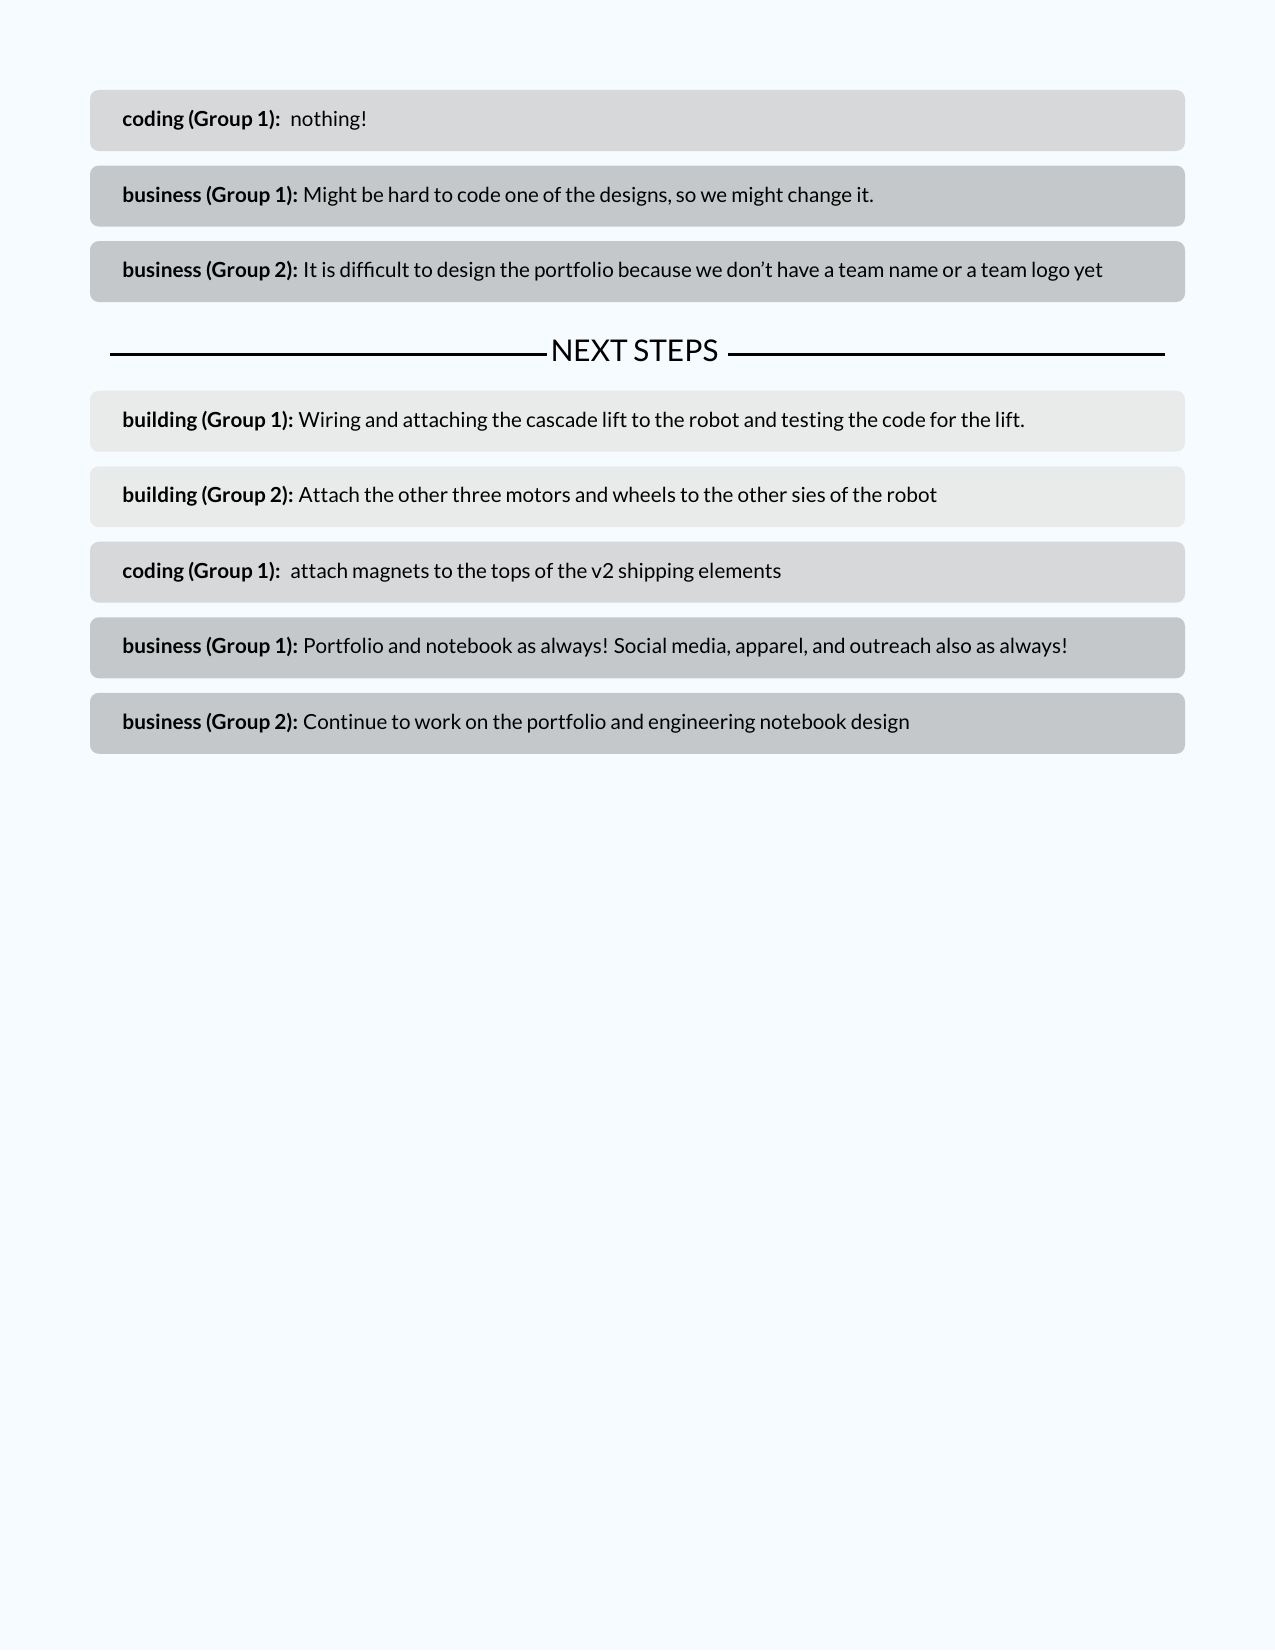 coding (Group 1):  nothing!
business (Group 1): Might be hard to code one of the designs, so we might change it.
business (Group 2): It is difficult to design the portfolio because we don’t have a team name or a team logo yet
NEXT STEPS
building (Group 1): Wiring and attaching the cascade lift to the robot and testing the code for the lift.
building (Group 2): Attach the other three motors and wheels to the other sies of the robot
coding (Group 1):  attach magnets to the tops of the v2 shipping elements
business (Group 1): Portfolio and notebook as always! Social media, apparel, and outreach also as always!
business (Group 2): Continue to work on the portfolio and engineering notebook design